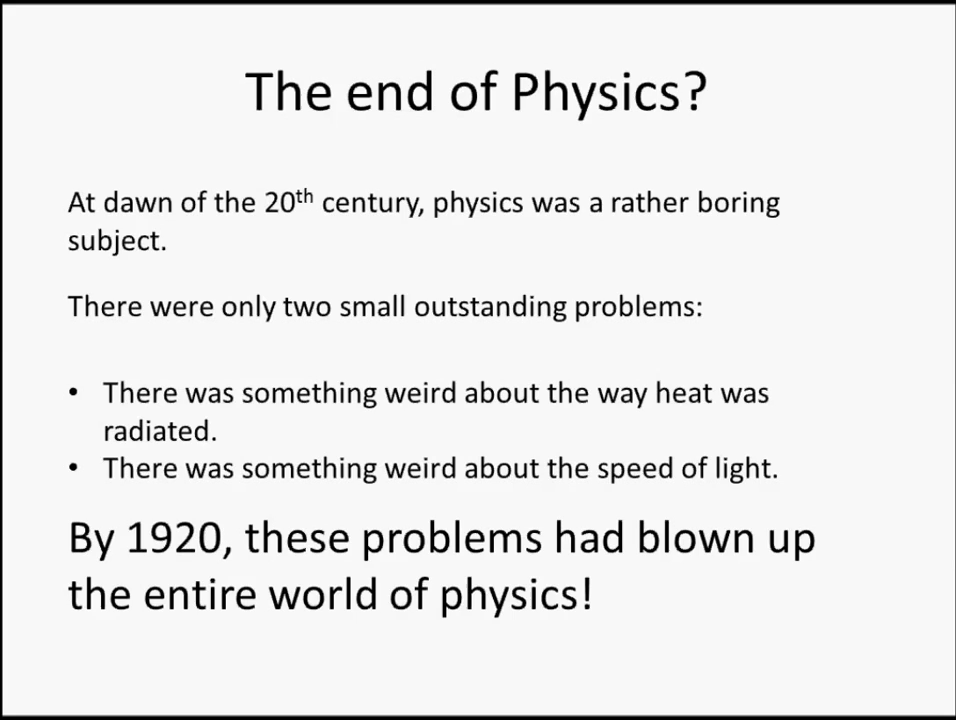 The end of Physics?
At dawn of the 20th century, physics was a rather boring
subject.
There were only two small outstanding problems:
• There was something weird about the way heat was
radiated.
• There was something weird about the speed of light.
By 1920, these problems had blown up
the entire world of physics!